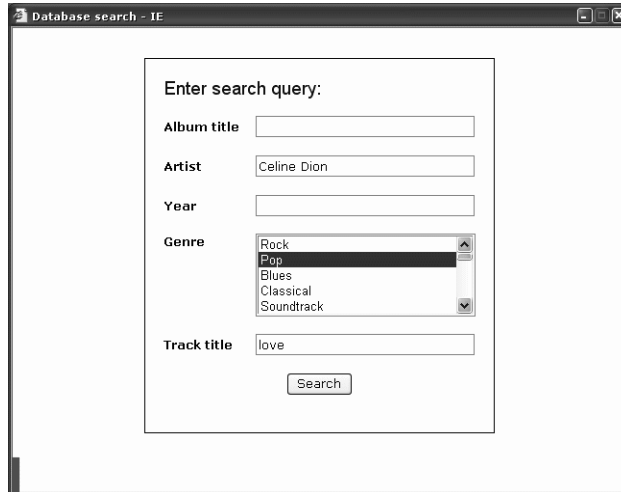 Database search - IE
Enter search query:
Album title
Artist Celine Dion
Year
Genre Rock
Pop
Blues
Classical
Soundtrack
Track title love
Search